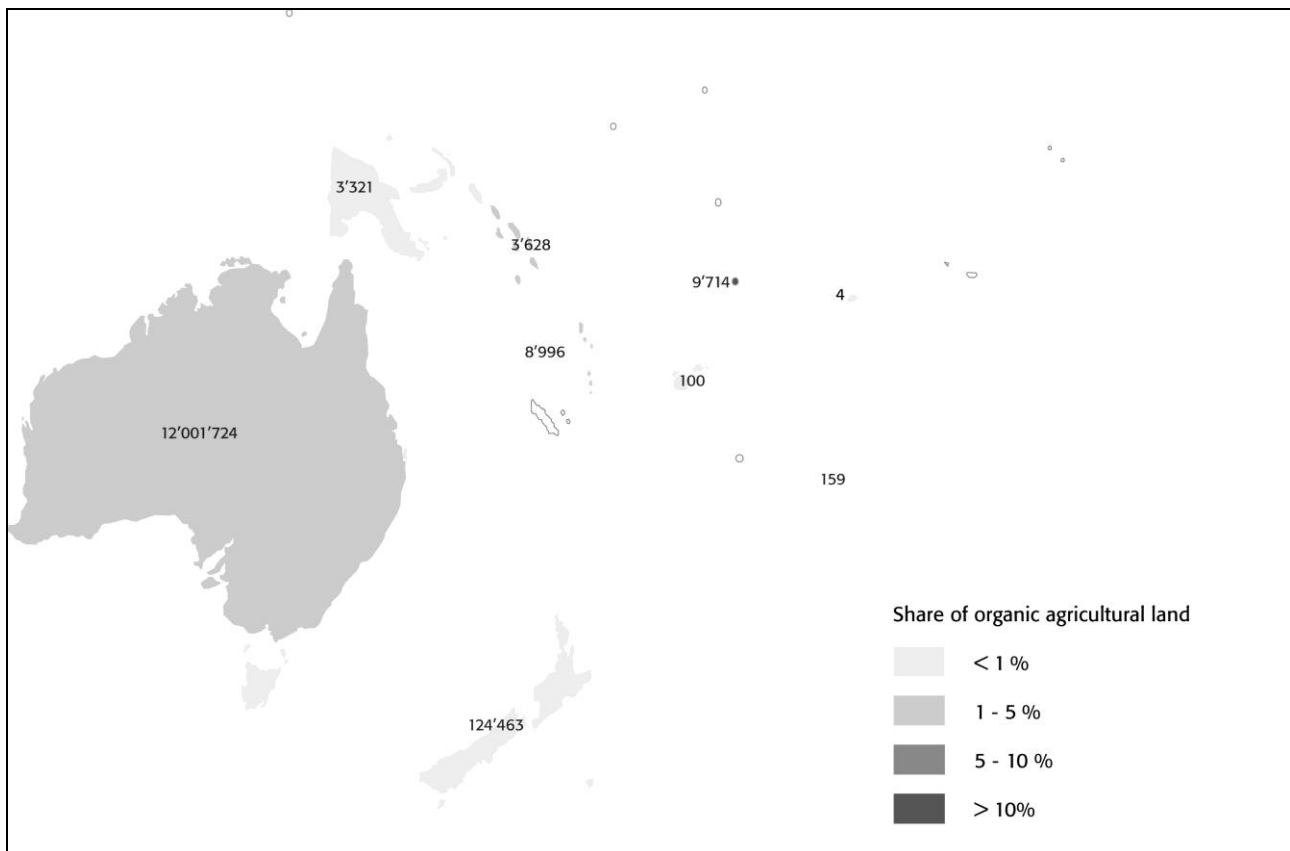 3′321
3′628
9′714
4
8′996
100
12′001′724
159
Share of organic agricultural land
< 1 %
1 - 5 %
124′463
5 - 10 %
> 10%